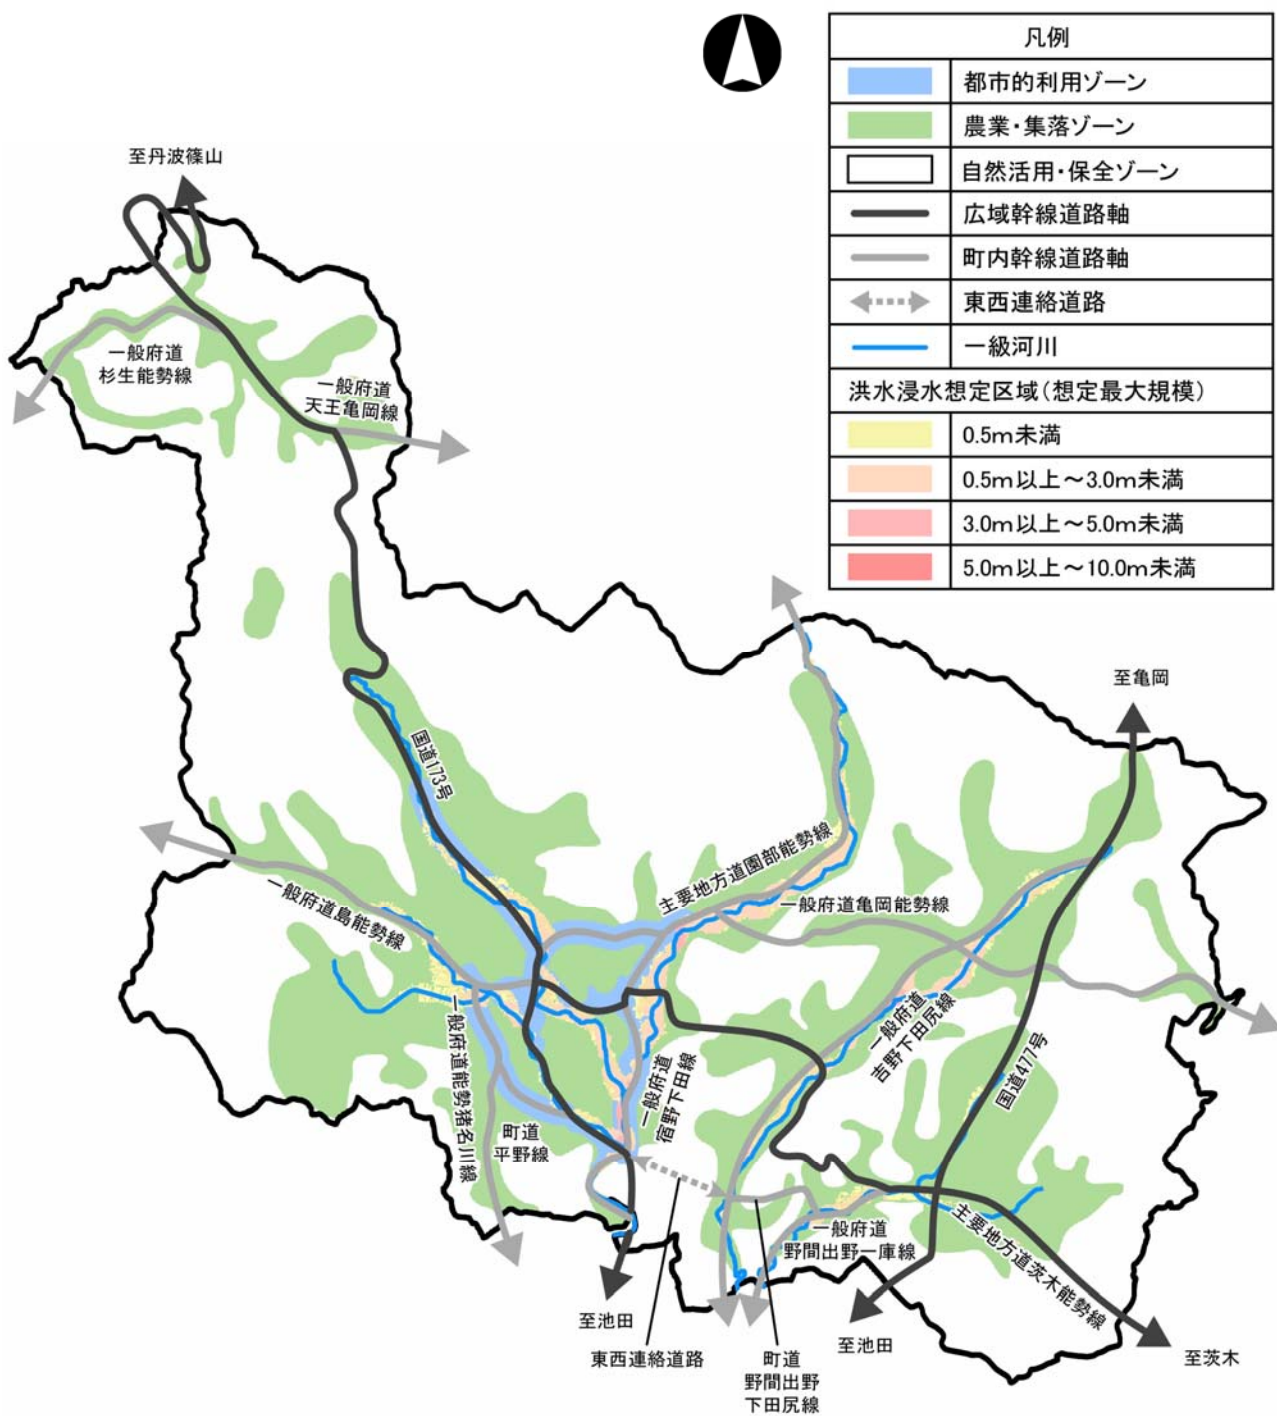 凡例
都市的利用ゾーン
農業・集落ゾーン
自然活用・保全ゾーン
広域幹線道路軸
町内幹線道路軸
東西連絡道路
一級河川
洪水浸水想定区域(想定最大規模)
0.5m未満
0.5m以上～3.0m未満
3.0m以上～5.0m未満
5.0m以上～10.0m未満
至丹波篠山
一般府道
杉生能勢線
一般府道
天王亀岡線
至亀岡
国道173号
主要地方道園部能勢線
一般府道島能勢線
一般府道亀岡能勢線
一般府道
吉野下田尻線
国道477号
一般府道能勢猪名川線
一般府道
宿野下田線
町道
平野線
一般府道
野間出野一庫線
主要地方道茨木能勢線
至池田
東西連絡道路
町道
野間出野
下田尻線
至池田
至茨木